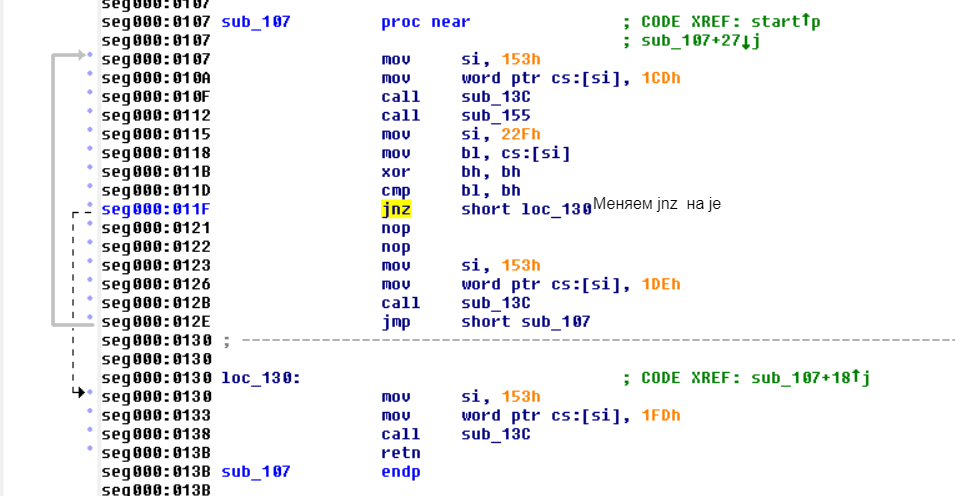 seg000:0107
seg000:0107 sub_107 proc near ; CODE XREF: start↑p
seg000:0107 ; sub_107+27↓j
seg000:0107 mov si, 153h
seg000:010A mov word ptr cs:[si], 1CDh
seg000:010F call sub_13C
seg000:0112 call sub_155
seg000:0115 mov si, 22Fh
seg000:0118 mov bl, cs:[si]
seg000:011B xor bh, bh
seg000:011D cmp bl, bh
seg000:011F jnz short loc_130 Меняем jnz на je
seg000:0121 nop
seg000:0122 nop
seg000:0123 mov si, 153h
seg000:0126 mov word ptr cs:[si], 1DEh
seg000:012B call sub_13C
seg000:012E jmp short sub_107
seg000:0130 ; ---------------------------------------------------------------------------
seg000:0130
seg000:0130 loc_130: ; CODE XREF: sub_107+18↑j
seg000:0130 mov si, 153h
seg000:0133 mov word ptr cs:[si], 1FDh
seg000:0138 call sub_13C
seg000:013B retn
seg000:013B sub_107 endp
seg000:013B